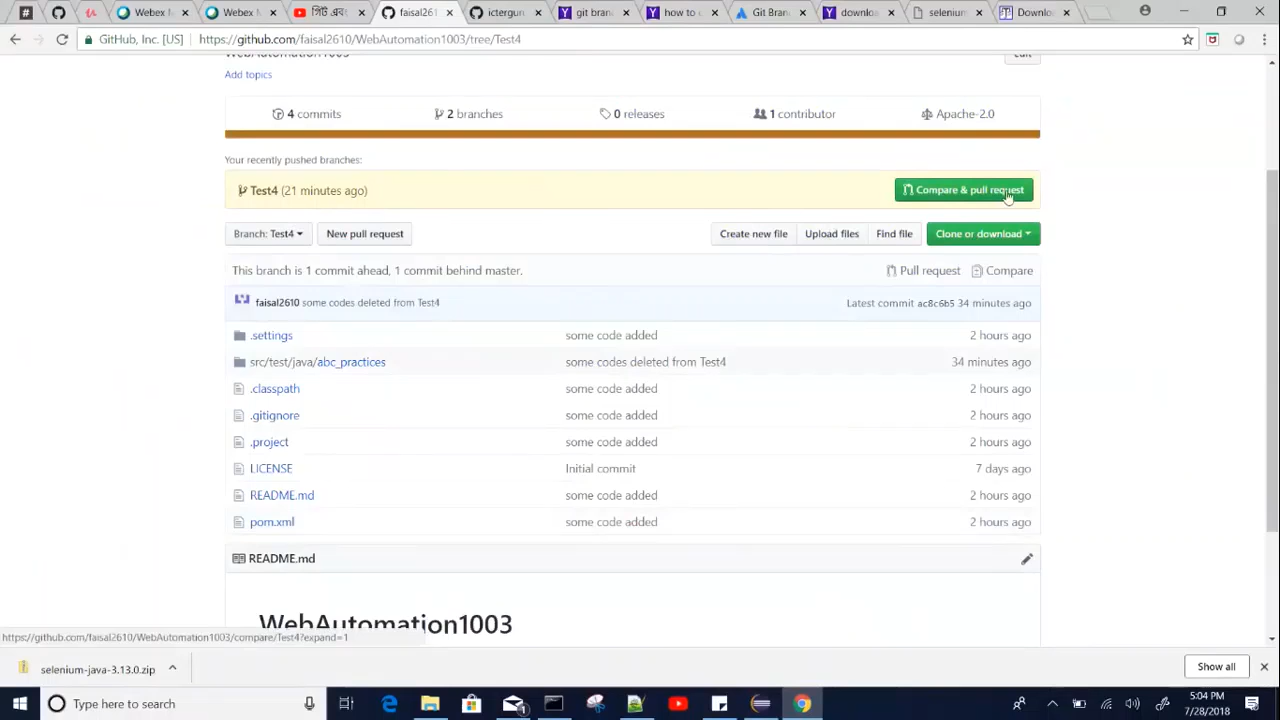 Webex M
Webex M
faisal261
ictergun
git bran
how to u
Git Bran
downlo
selenium
Downlo
GitHub, Inc. [US]
https://github.com/faisal2610/WebAutomation1003/tree/Test4
WebAutomation1003
Edit
Add topics
4 commits
2 branches
0 releases
1 contributor
Apache-2.0
Your recently pushed branches:
Test4 (21 minutes ago)
Compare & pull request
Branch: Test4
New pull request
Create new file
Upload files
Find file
Clone or download
This branch is 1 commit ahead, 1 commit behind master.
Pull request
Compare
faisal2610 some codes deleted from Test4
Latest commit ac8c6b5 34 minutes ago
.settings some code added 2 hours ago
src/test/java/abc_practices some codes deleted from Test4 34 minutes ago
.classpath some code added 2 hours ago
.gitignore some code added 2 hours ago
.project some code added 2 hours ago
LICENSE Initial commit 7 days ago
README.md some code added 2 hours ago
pom.xml some code added 2 hours ago
README.md
WebAutomation1003
https://github.com/faisal2610/WebAutomation1003/compare/Test4?expand=1
selenium-java-3.13.0.zip
Show all
Type here to search
5:04 PM
7/28/2018